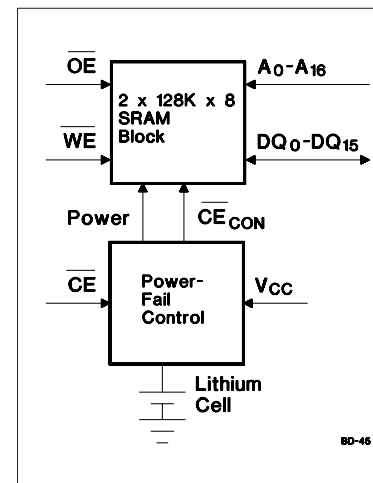 OE
A0-A16
2 x 128K x 8
SRAM
Block
WE
DQ0-DQ15
Power
CECON
CE
Power-
Fail
Control
VCC
Lithium
Cell
BD-45